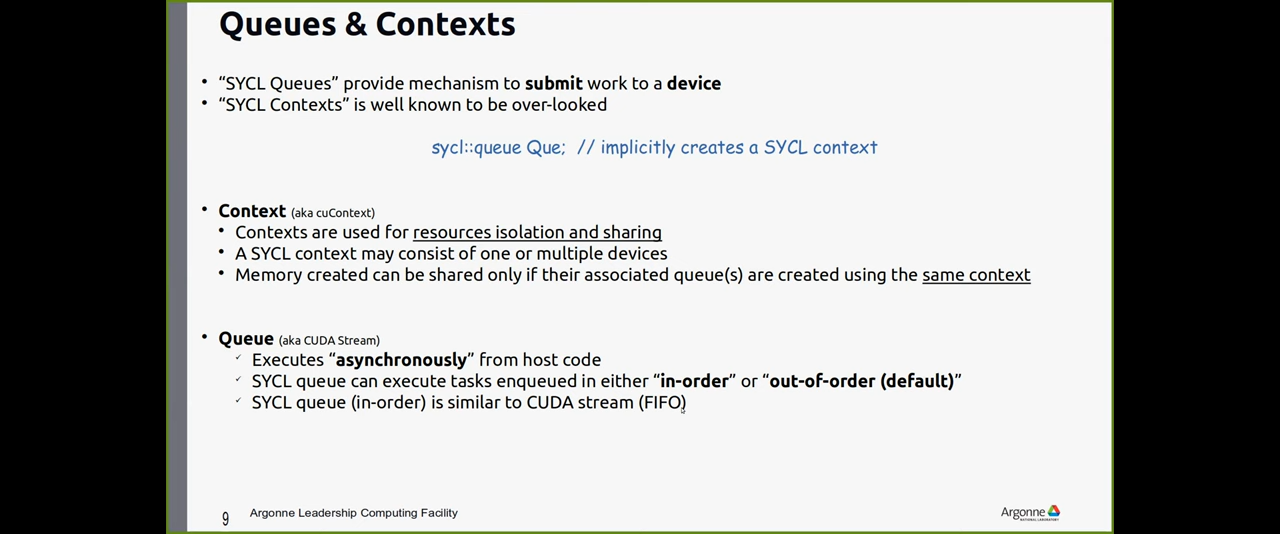 Queues & Contexts
• “SYCL Queues” provide mechanism to submit work to a device
• “SYCL Contexts” is well known to be over-looked
sycl::queue Que;  // implicitly creates a SYCL context
• Context (aka cuContext)
• Contexts are used for resources isolation and sharing
• A SYCL context may consist of one or multiple devices
• Memory created can be shared only if their associated queue(s) are created using the same context
• Queue (aka CUDA Stream)
✓ Executes “asynchronously” from host code
✓ SYCL queue can execute tasks enqueued in either “in-order” or “out-of-order (default)”
✓ SYCL queue (in-order) is similar to CUDA stream (FIFO)
9 Argonne Leadership Computing Facility
Argonne
NATIONAL LABORATORY